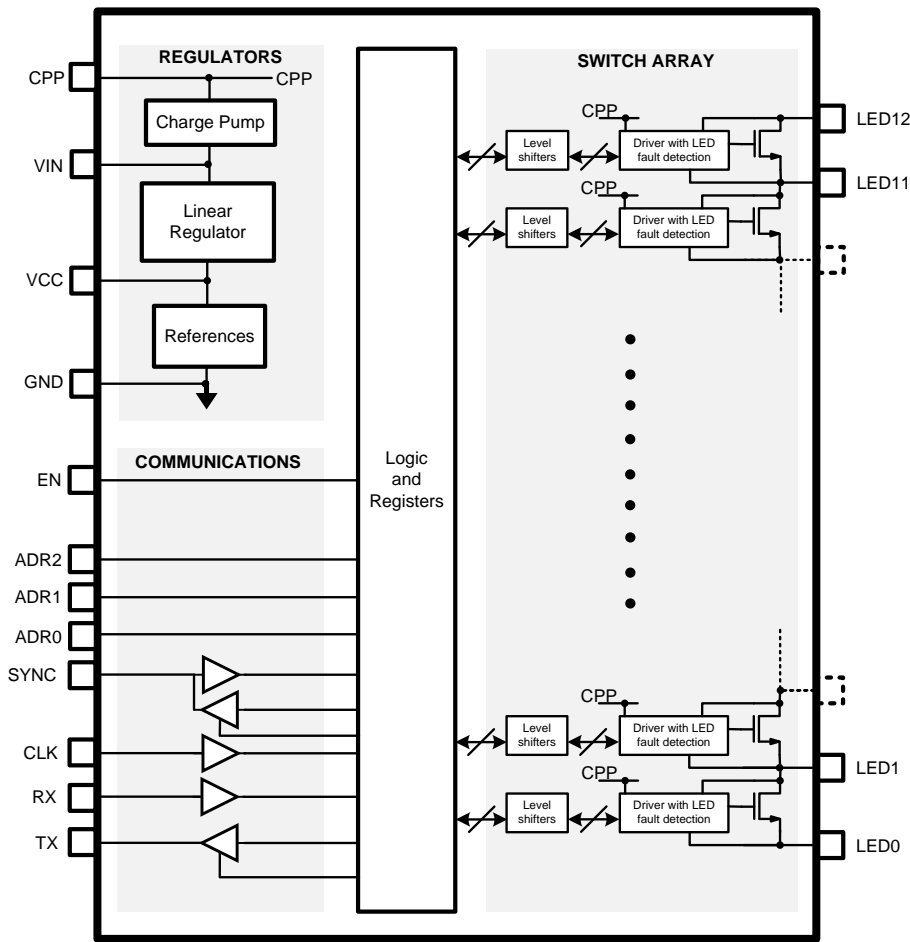 REGULATORS
CPP
CPP
Charge Pump
VIN
Linear
Regulator
VCC
References
GND
COMMUNICATIONS
EN
ADR2
ADR1
ADR0
SYNC
CLK
RX
TX
Logic
and
Registers
SWITCH ARRAY
CPP
Level
shifters
Driver with LED
fault detection
LED12
LED11
CPP
Level
shifters
Driver with LED
fault detection
CPP
Level
shifters
Driver with LED
fault detection
LED1
CPP
Level
shifters
Driver with LED
fault detection
LED0